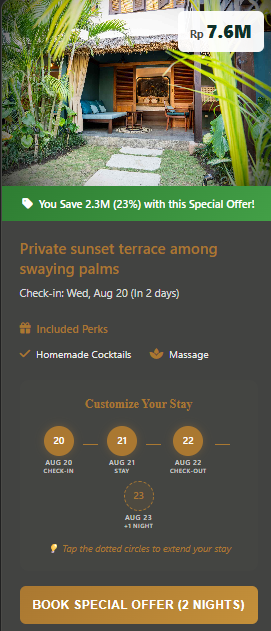 Rp 7.6M
You Save 2.3M (23%) with this Special Offer!
Private sunset terrace among
swaying palms
Check-in: Wed, Aug 20 (In 2 days)
Included Perks
Homemade Cocktails Massage
Customize Your Stay
20 21 22
AUG 20 AUG 21 AUG 22
CHECK-IN STAY CHECK-OUT
23
AUG 23
+1 NIGHT
Tap the dotted circles to extend your stay
BOOK SPECIAL OFFER (2 NIGHTS)